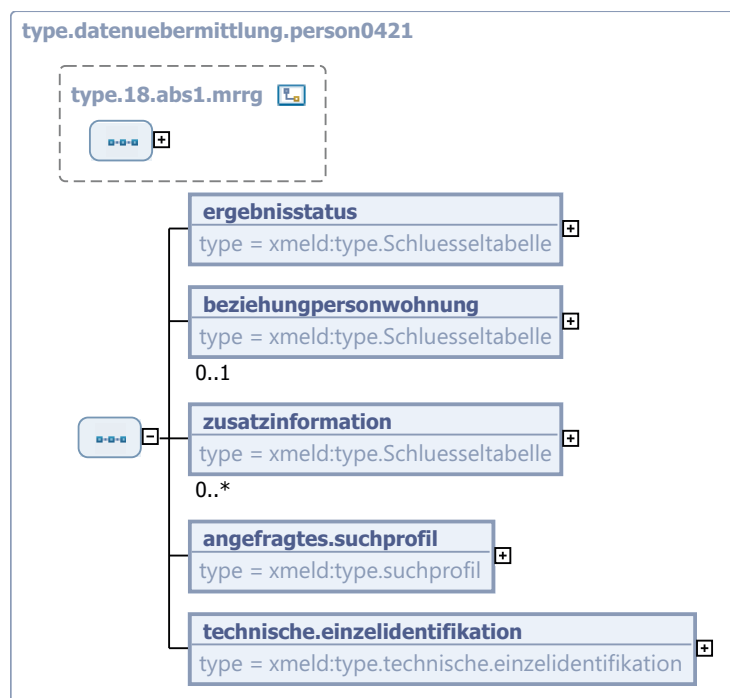 type.datenuebermittlung.person0421
type.18.abs1.mrrg
ergebnisstatus
type = xmeld:type.Schluesseltabelle
beziehungpersonwohnung
type = xmeld:type.Schluesseltabelle
0..1
zusatzinformation
type = xmeld:type.Schluesseltabelle
0..*
angefragtes.suchprofil
type = xmeld:type.suchprofil
technische.einzelidentifikation
type = xmeld:type.technische.einzelidentifikation